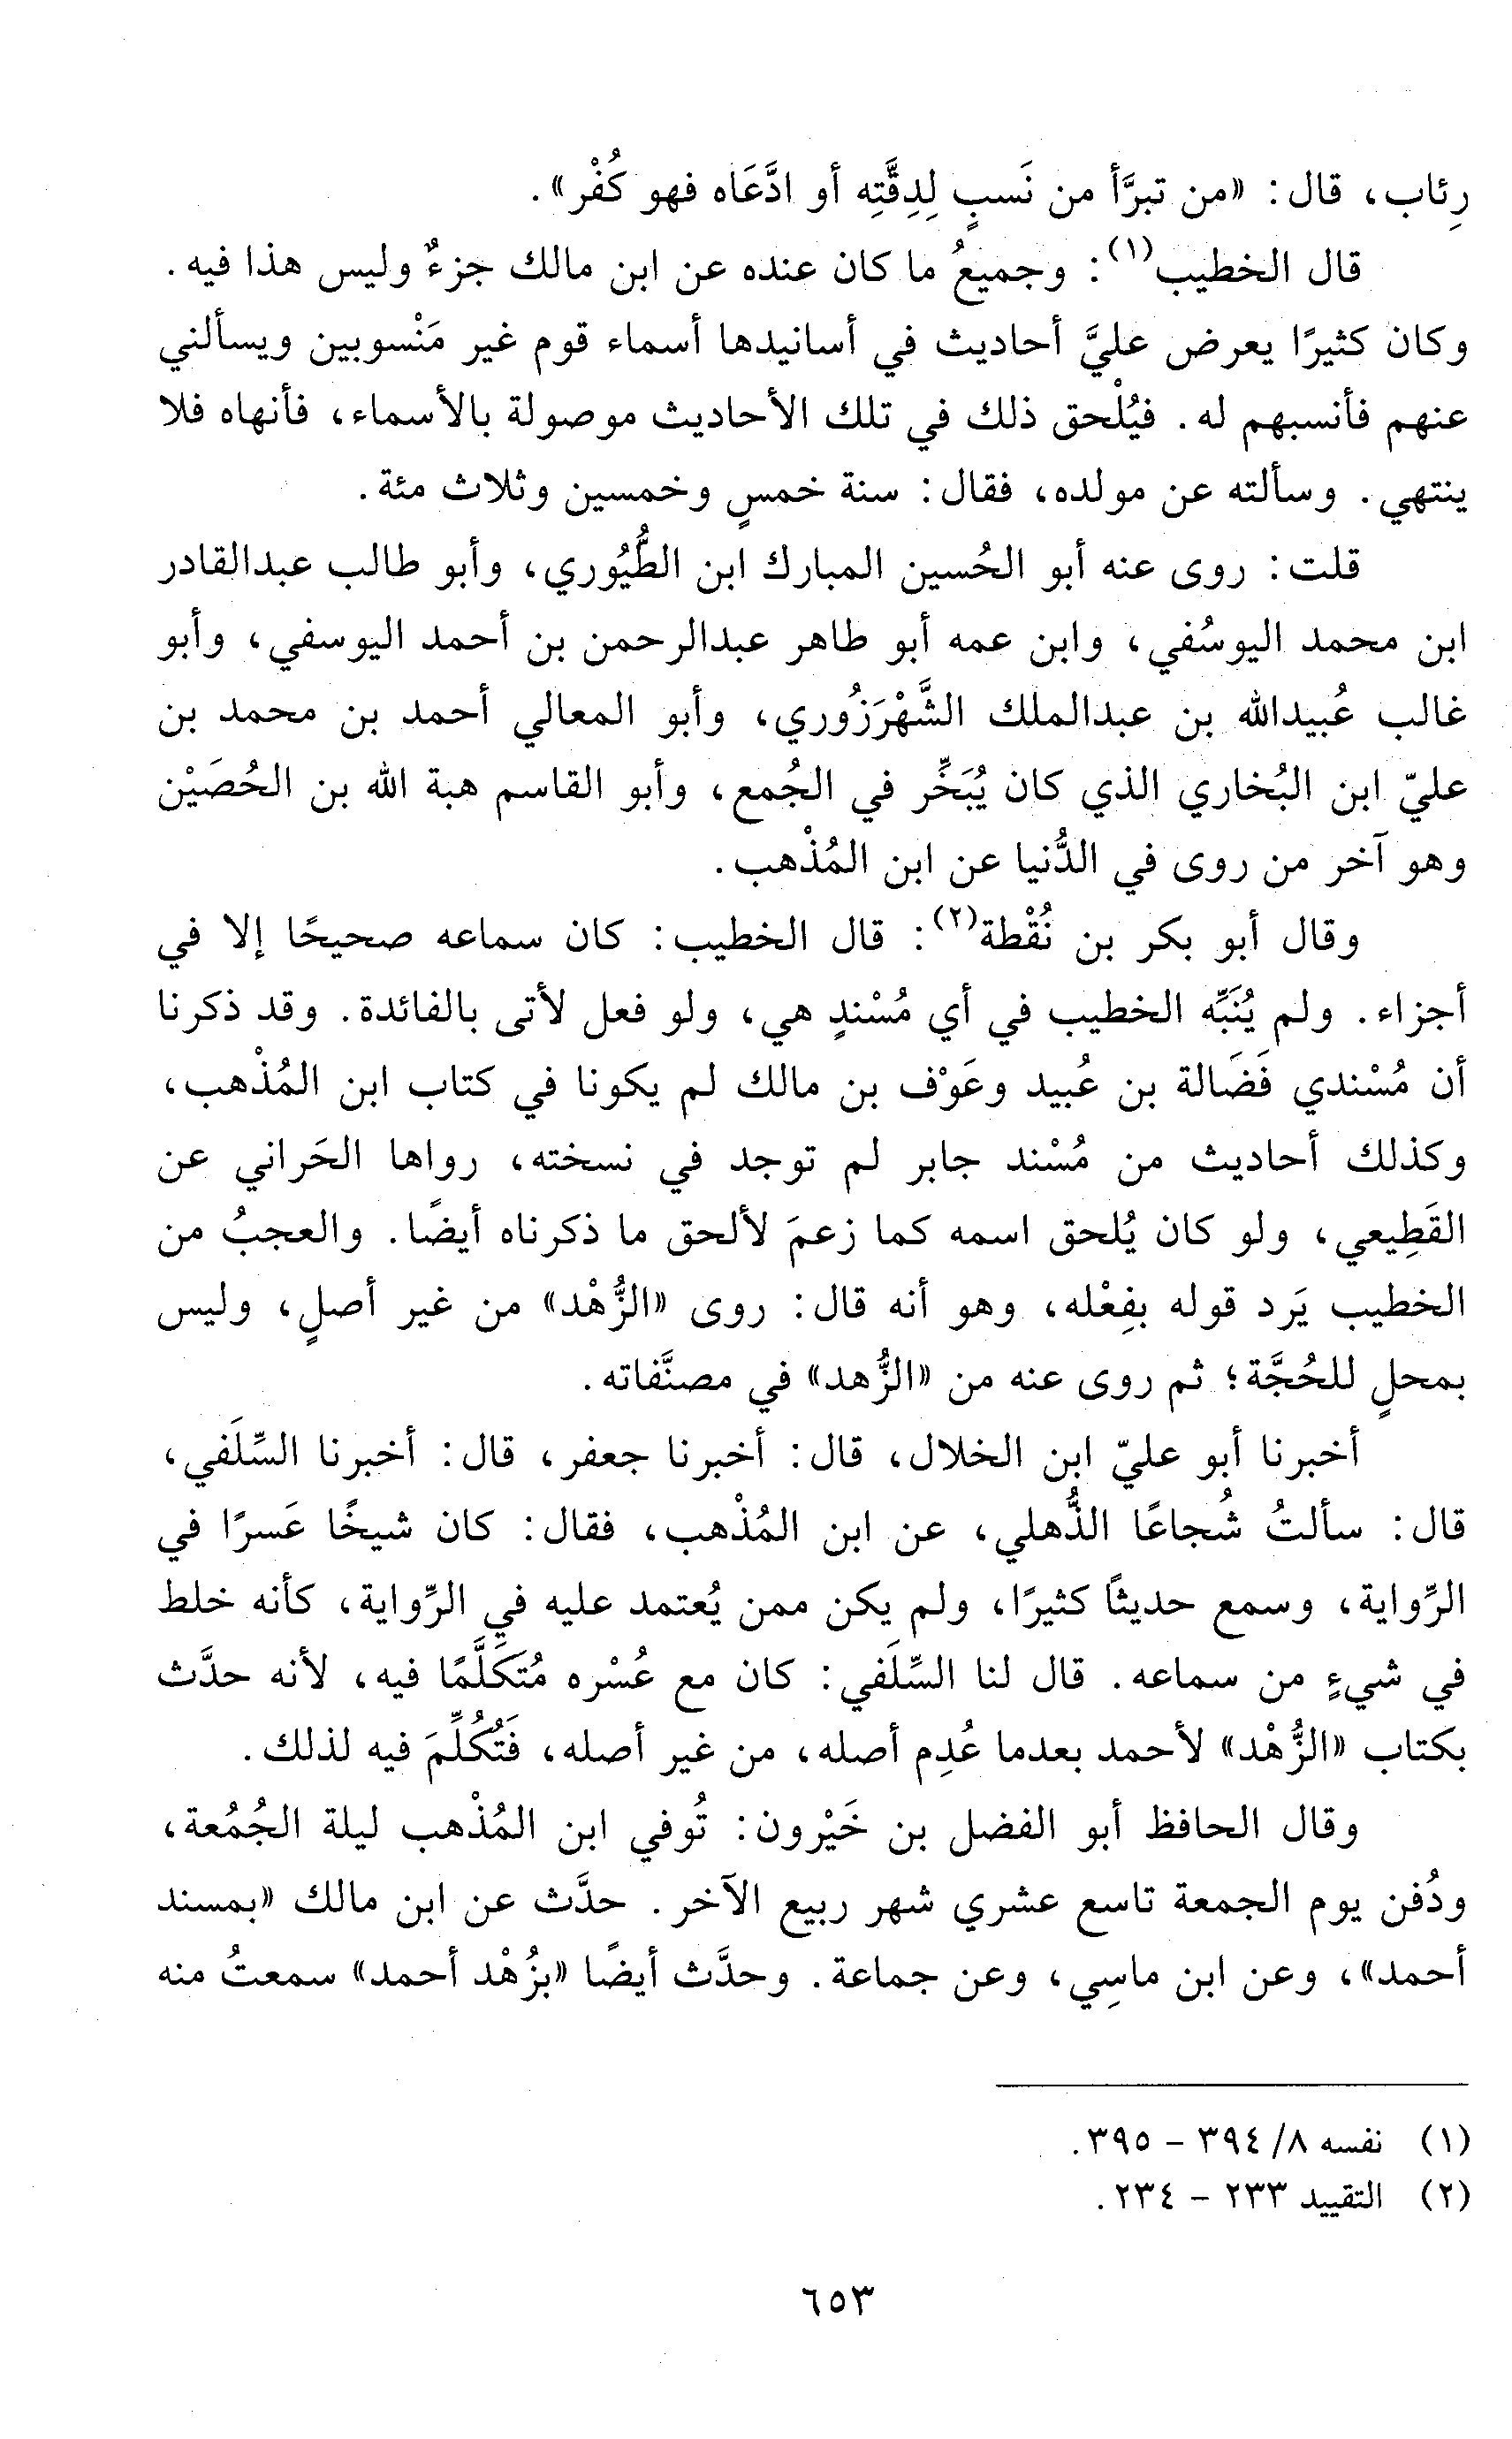 رِئاب، قال: «من تبرَّأ من نَسبٍ لِدِقَّتِه أو ادَّعَاه فهو كُفْر».
قال الخطيب(١): وجميعُ ما كان عنده عن ابن مالك جزءٌ وليس هذا فيه.
وكان كثيرًا يعرض عليَّ أحاديث في أسانيدها أسماء قوم غير مَنْسوبين ويسألني
عنهم فأنسبهم له. فيُلْحق ذلك في تلك الأحاديث موصولة بالأسماء، فأنهاه فلا
ينتهي. وسألته عن مولده، فقال: سنة خمسٍ وخمسين وثلاث مئة.
قلت: روى عنه أبو الحُسين المبارك ابن الطُّيُوري، وأبو طالب عبدالقادر
ابن محمد اليوسُفي، وابن عمه أبو طاهر عبدالرحمن بن أحمد اليوسفي، وأبو
غالب عُبيدالله بن عبدالملك الشَّهْرَزُوري، وأبو المعالي أحمد بن محمد بن
عليّ ابن البُخاري الذي كان يُبَخِّر في الجُمع، وأبو القاسم هبة الله بن الحُصَيْن
وهو آخر من روى في الدُّنيا عن ابن المُذْهب.
وقال أبو بكر بن نُقْطة(٢): قال الخطيب: كان سماعه صحيحًا إلا في
أجزاء. ولم يُنَبِّه الخطيب في أي مُسْندٍ هي، ولو فعل لأتى بالفائدة. وقد ذكرنا
أن مُسْندي فَضَالة بن عُبيد وعَوْف بن مالك لم يكونا في كتاب ابن المُذْهب،
وكذلك أحاديث من مُسْند جابر لم توجد في نسخته، رواها الحَراني عن
القَطِيعي، ولو كان يُلحق اسمه كما زعمَ لألحق ما ذكرناه أيضًا. والعجبُ من
الخطيب يَرد قوله بفِعْله، وهو أنه قال: روى «الزُّهْد» من غير أصلٍ، وليس
بمحلٍ للحُجَّة؛ ثم روى عنه من «الزُّهد» في مصنَّفاته.
أخبرنا أبو عليّ ابن الخلال، قال: أخبرنا جعفر، قال: أخبرنا السِّلَفي،
قال: سألتُ شُجاعًا الذُّهلي، عن ابن المُذْهب، فقال: كان شيخًا عَسرًا في
الرِّواية، وسمع حديثًا كثيرًا، ولم يكن ممن يُعتمد عليه في الرِّواية، كأنه خلط
في شيءٍ من سماعه. قال لنا السِّلَفي: كان مع عُسْره مُتَكَلَّمًا فيه، لأنه حدَّث
بكتاب «الزُّهْد» لأحمد بعدما عُدِم أصله، من غير أصله، فَتُكُلِّمَ فيه لذلك.
وقال الحافظ أبو الفضل بن خَيْرون: تُوفي ابن المُذْهب ليلة الجُمُعة،
ودُفن يوم الجمعة تاسع عشري شهر ربيع الآخر. حدَّث عن ابن مالك «بمسند
أحمد»، وعن ابن ماسِي، وعن جماعة. وحدَّث أيضًا «بزُهْد أحمد» سمعتُ منه
(١) نفسه ٨/ ٣٩٤ - ٣٩٥.
(٢) التقييد ٢٣٣ - ٢٣٤.
٦٥٣